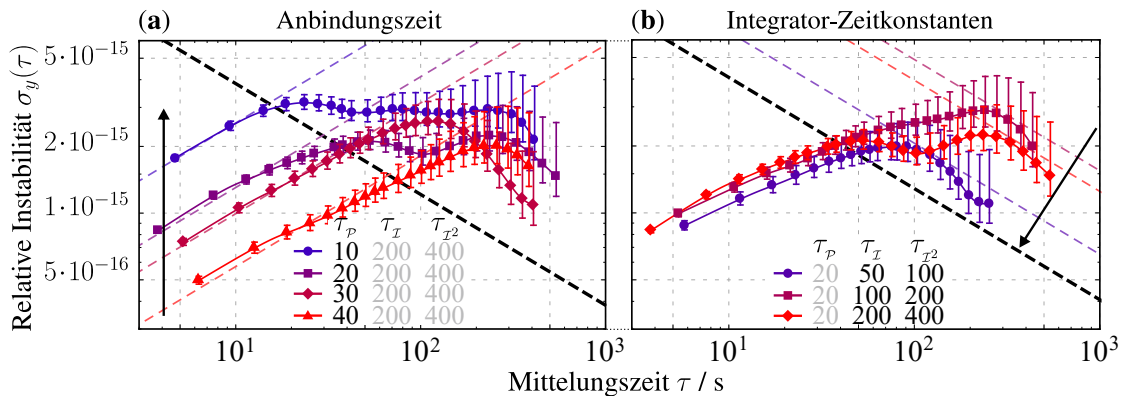 (a) Anbindungszeit
(b) Integrator-Zeitkonstanten
Relative Instabilität σ_y(τ)
5·10⁻¹⁵
2·10⁻¹⁵
1·10⁻¹⁵
5·10⁻¹⁶
τ_𝒫 τ_ℐ τ_ℐ²
10 200 400
20 200 400
30 200 400
40 200 400
τ_𝒫 τ_ℐ τ_ℐ²
20 50 100
20 100 200
20 200 400
10¹ 10² 10³ 10¹ 10² 10³
Mittelungszeit τ / s